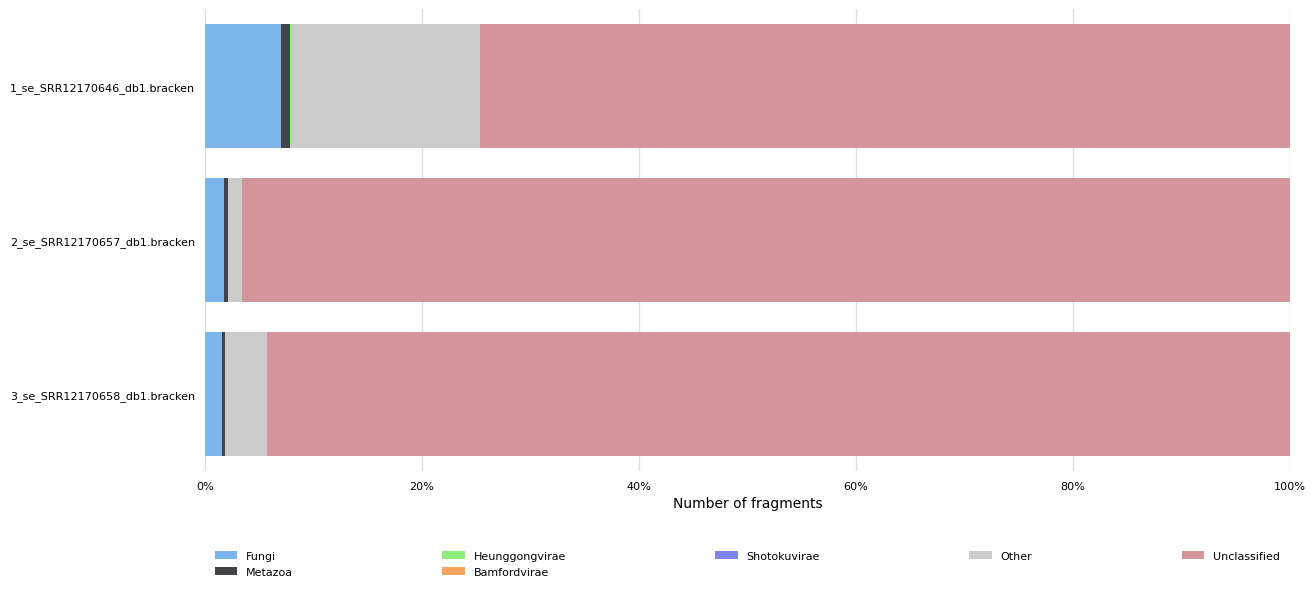 1_se_SRR12170646_db1.bracken
2_se_SRR12170657_db1.bracken
3_se_SRR12170658_db1.bracken
0% 20% 40% 60% 80% 100%
Number of fragments
Fungi Heunggongvirae Shotokuvirae Other Unclassified
Metazoa Bamfordvirae